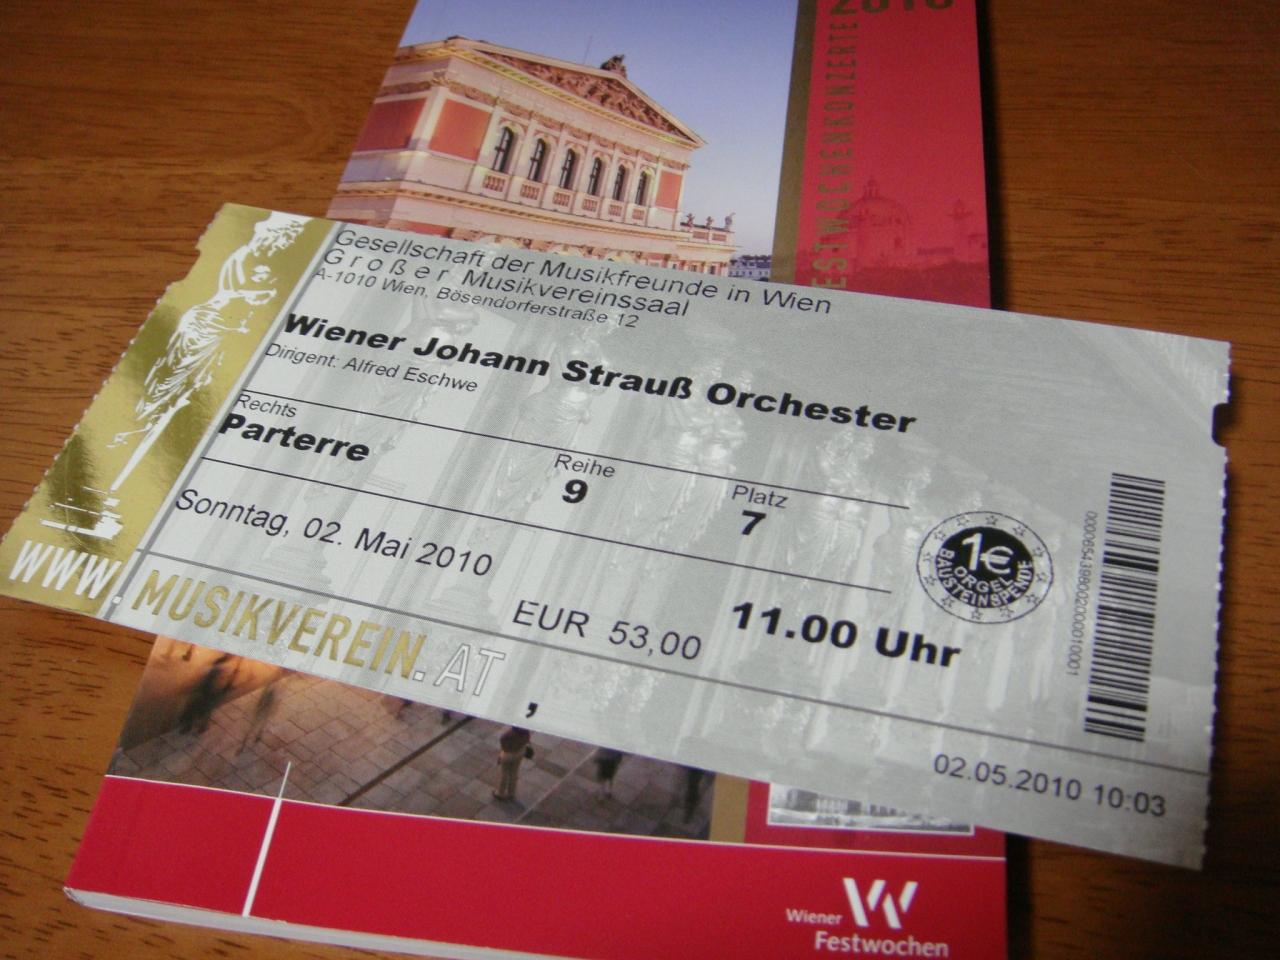 2010
FESTWOCHENKONZERTE
Gesellschaft der Musikfreunde in Wien
Großer Musikvereinssaal
A-1010 Wien, Bösendorferstraße 12
Wiener Johann Strauß Orchester
Dirigent: Alfred Eschwe
Rechts
Parterre
Reihe
9
Platz
7
Sonntag, 02. Mai 2010
EUR 53,00
11.00 Uhr
1€
ORGEL
BAUSTEINSPENDE
WWW.MUSIKVEREIN.AT
,
02.05.2010 10:03
Wiener
Festwochen